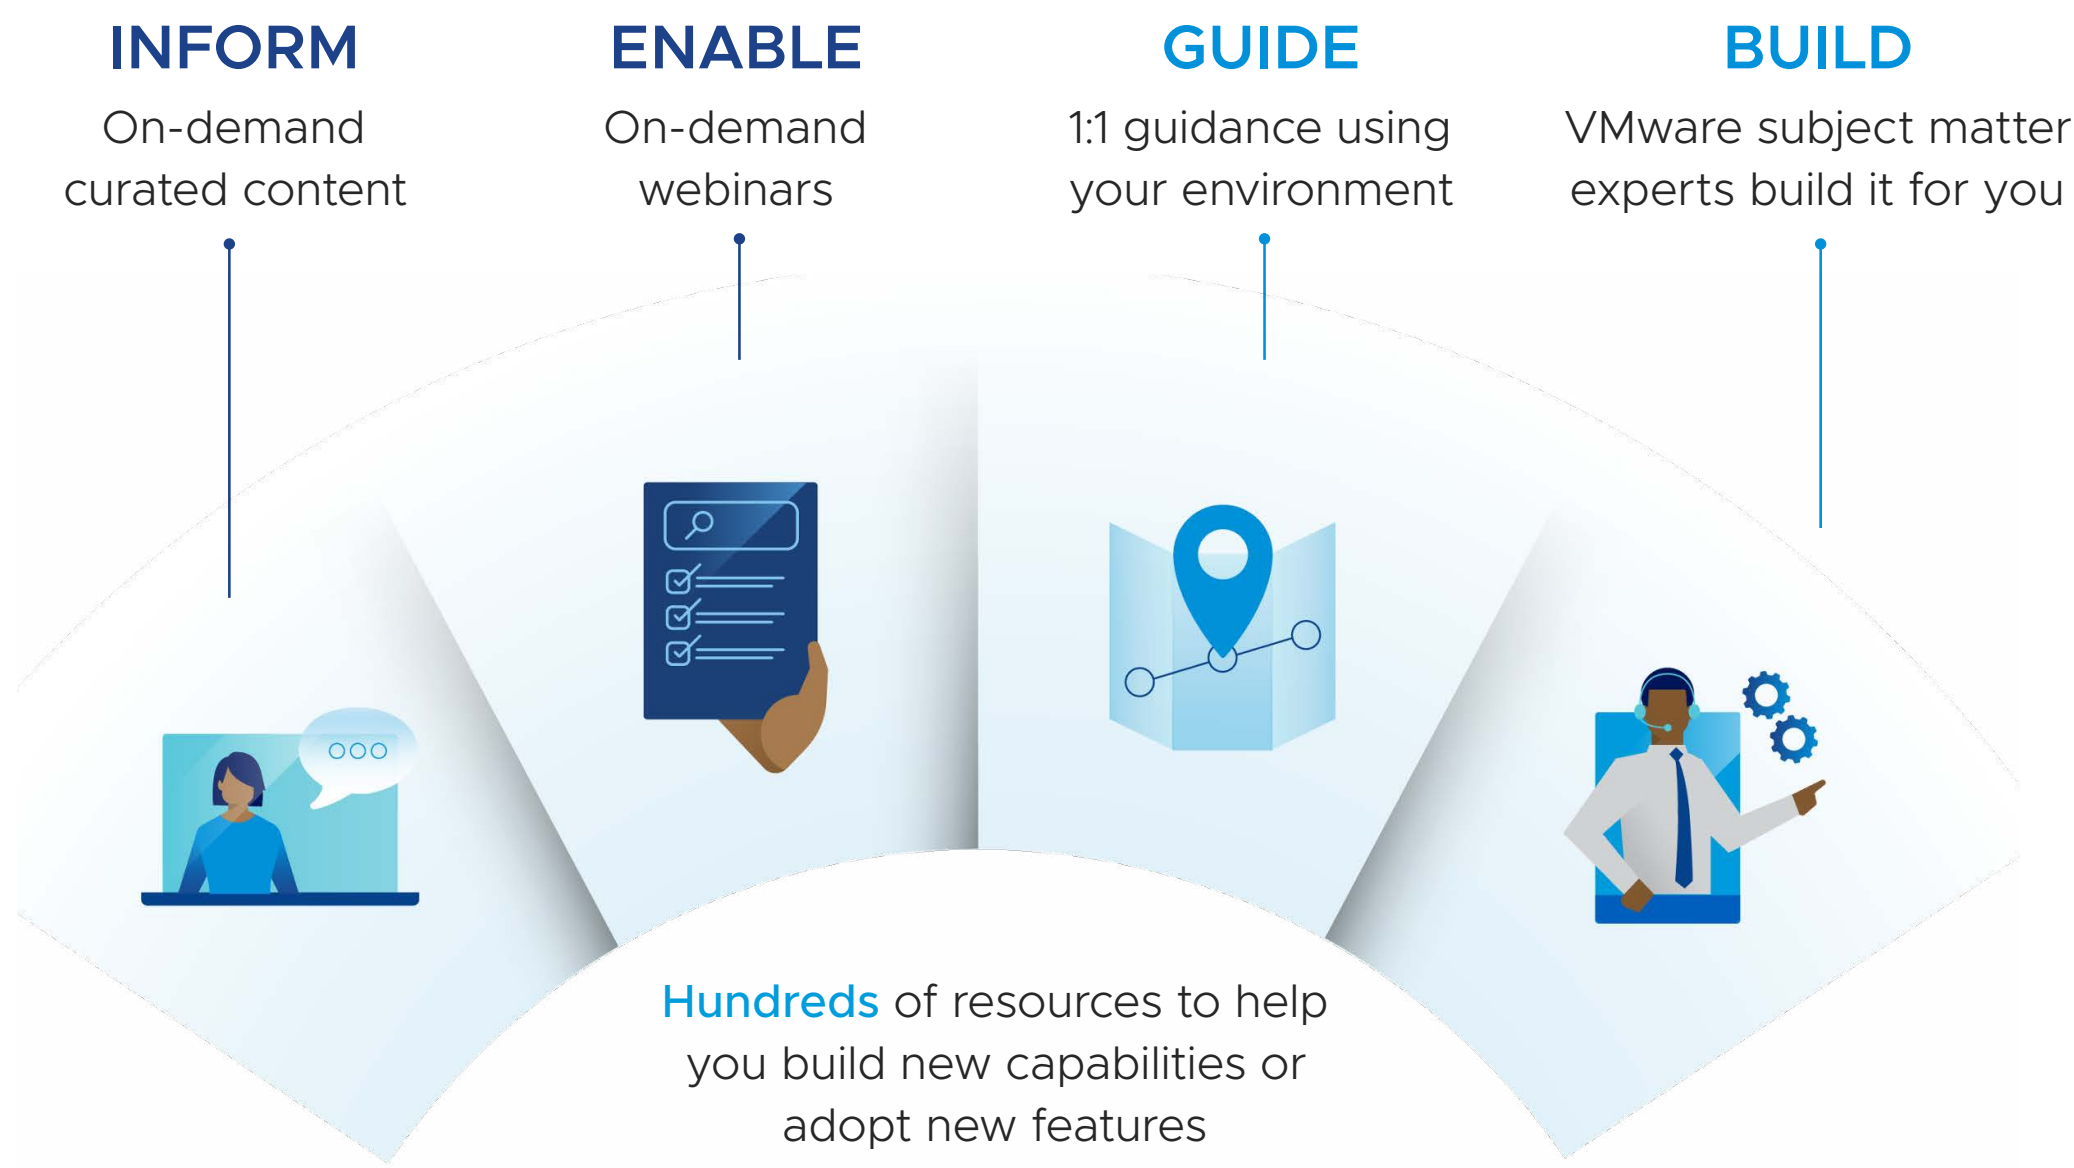 INFORM
On-demand
curated content
ENABLE
On-demand
webinars
GUIDE
1:1 guidance using
your environment
BUILD
VMware subject matter
experts build it for you
Hundreds of resources to help
you build new capabilities or
adopt new features